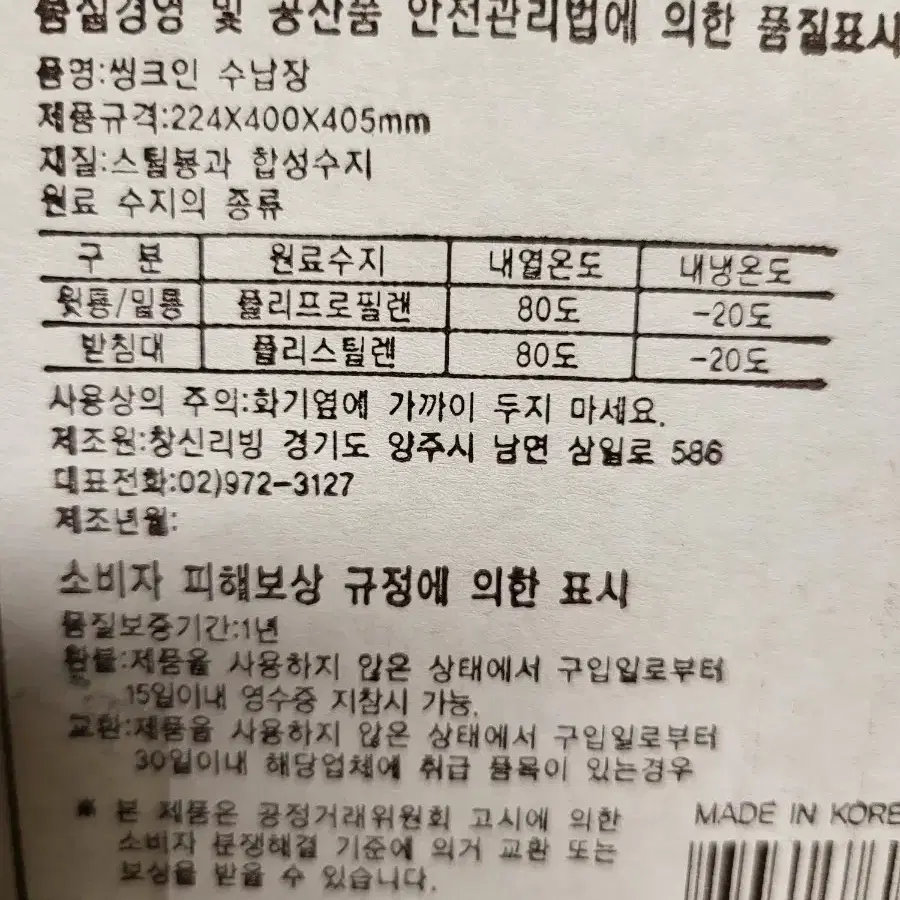 품질경영 및 공산품 안전관리법에 의한 품질표시
품명:씽크인 수납장
제품규격:224X400X405mm
재질:스틸봉과 합성수지
원료 수지의 종류
구 분 원료수지 내열온도 내냉온도
윗통/밑통 폴리프로필렌 80도 -20도
받침대 폴리스틸렌 80도 -20도
사용상의 주의:화기옆에 가까이 두지 마세요.
제조원:창신리빙 경기도 양주시 남면 삼일로 586
대표전화:02)972-3127
제조년월:
소비자 피해보상 규정에 의한 표시
품질보증기간:1년
환불:제품을 사용하지 않은 상태에서 구입일로부터
15일이내 영수증 지참시 가능.
교환:제품을 사용하지 않은 상태에서 구입일로부터
30일이내 해당업체에 취급 품목이 있는경우
※ 본 제품은 공정거래위원회 고시에 의한
소비자 분쟁해결 기준에 의거 교환 또는
보상을 받을 수 있습니다.
MADE IN KORE